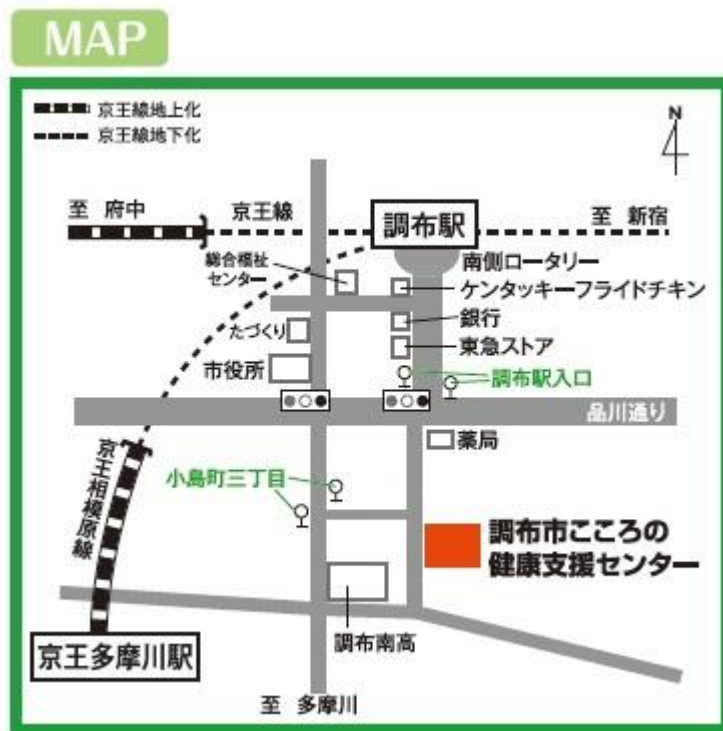 MAP
京王線地上化
京王線地下化
N
至 府中
京王線
調布駅
至 新宿
総合福祉
センター
南側ロータリー
ケンタッキーフライドチキン
銀行
たづくり
東急ストア
市役所
調布駅入口
品川通り
薬局
京王相模原線
小島町三丁目
調布市こころの
健康支援センター
調布南高
京王多摩川駅
至 多摩川